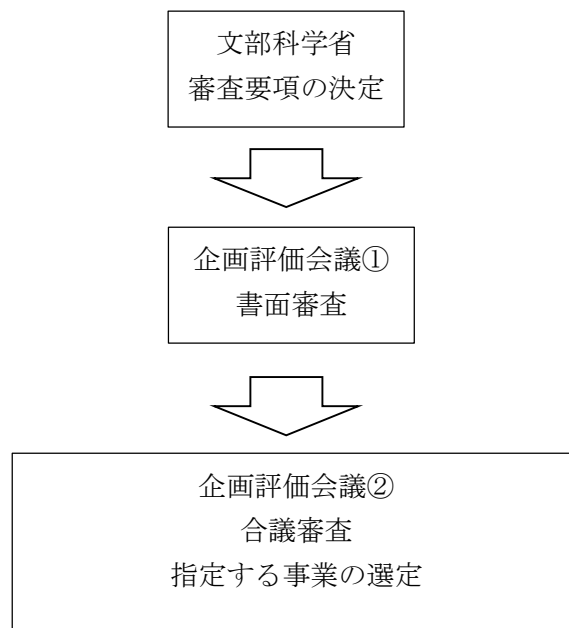 文部科学省
審査要項の決定
企画評価会議①
書面審査
企画評価会議②
合議審査
指定する事業の選定